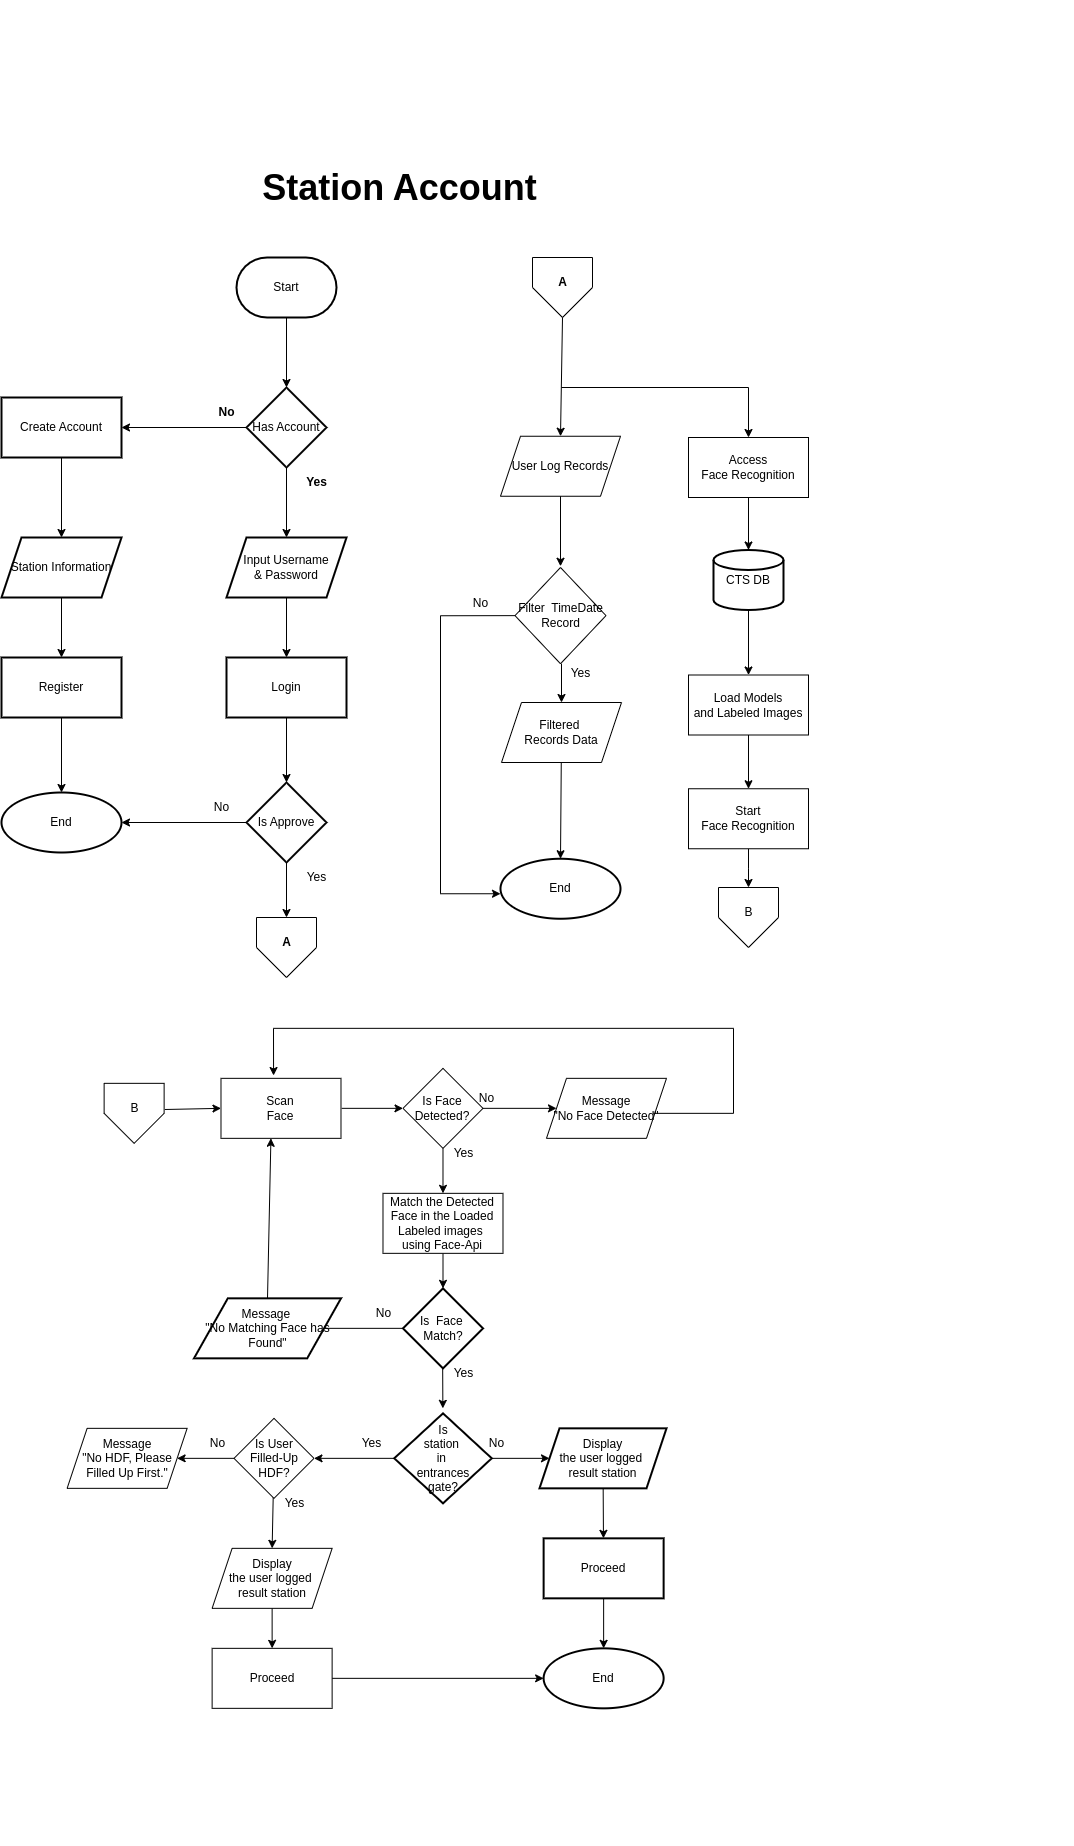 Station Account
Start
Has Account
No
Yes
Create Account
Station Information
Register
End
Input Username
& Password
Login
Is Approve
No
Yes
A
A
User Log Records
Filter  TimeDate
Record
No
Yes
Filtered
Records Data
End
Access
Face Recognition
CTS DB
Load Models
and Labeled Images
Start
Face Recognition
B
B
Scan
Face
Is Face
Detected?
No
Message
"No Face Detected"
Yes
Match the Detected
Face in the Loaded
Labeled images
using Face-Api
Is  Face
Match?
No
Message
"No Matching Face has
Found"
Yes
Is
station
in
entrances
gate?
No
Display
the user logged
result station
Proceed
End
Yes
Is User
Filled-Up
HDF?
No
Message
"No HDF, Please
Filled Up First."
Yes
Display
the user logged
result station
Proceed